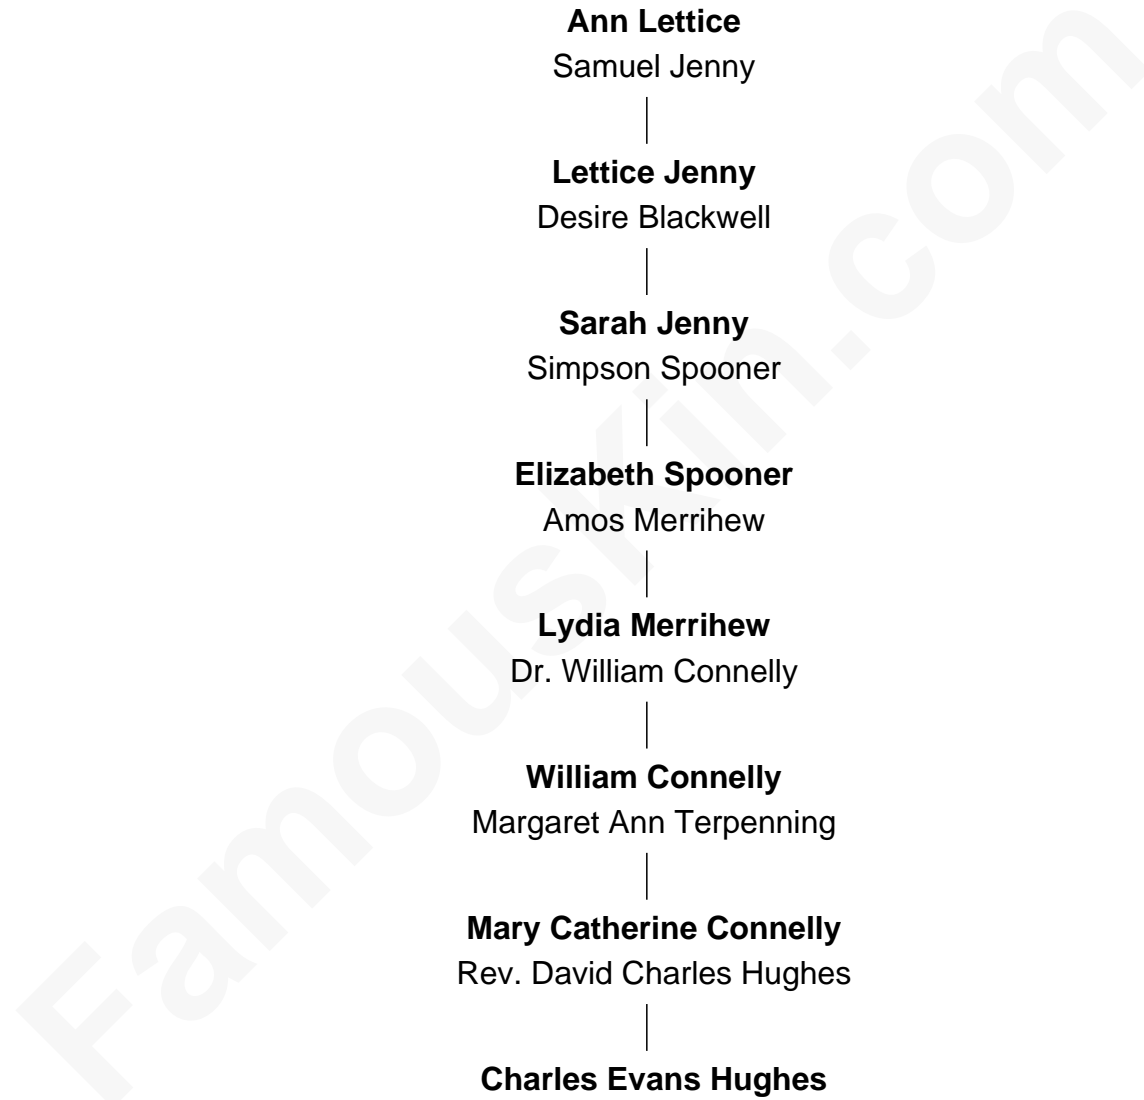 Ann Lettice
Samuel Jenny
Lettice Jenny
Desire Blackwell
Sarah Jenny
Simpson Spooner
Elizabeth Spooner
Amos Merrihew
Lydia Merrihew
Dr. William Connelly
William Connelly
Margaret Ann Terpenning
Mary Catherine Connelly
Rev. David Charles Hughes
Charles Evans Hughes
FamousKin.com